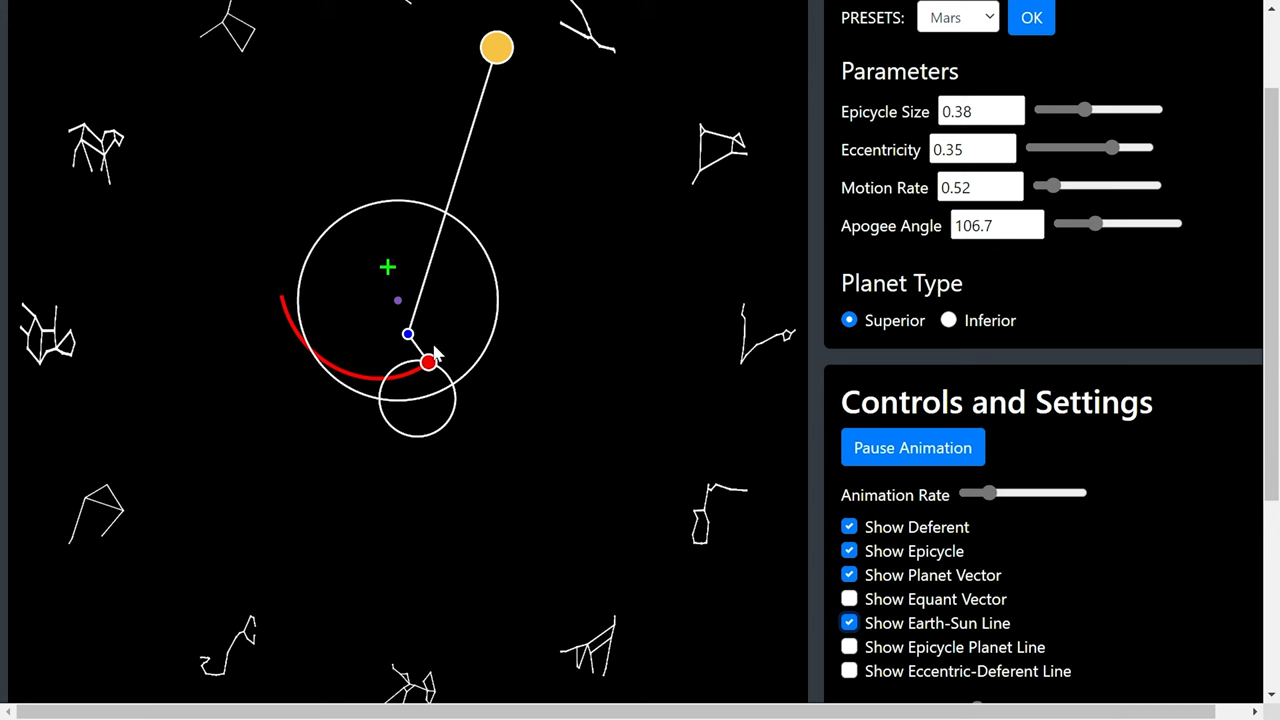 PRESETS: Mars OK
Parameters
Epicycle Size 0.38
Eccentricity 0.35
Motion Rate 0.52
Apogee Angle 106.7
Planet Type
Superior Inferior
Controls and Settings
Pause Animation
Animation Rate
Show Deferent
Show Epicycle
Show Planet Vector
Show Equant Vector
Show Earth-Sun Line
Show Epicycle Planet Line
Show Eccentric-Deferent Line